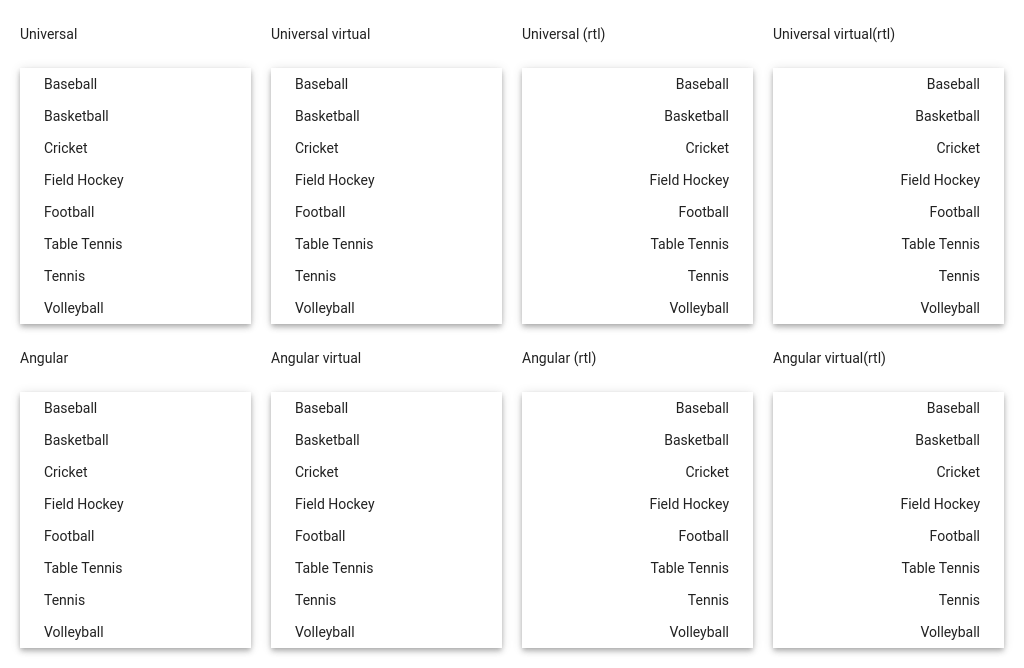 Universal
Baseball
Basketball
Cricket
Field Hockey
Football
Table Tennis
Tennis
Volleyball
Universal virtual
Baseball
Basketball
Cricket
Field Hockey
Football
Table Tennis
Tennis
Volleyball
Universal (rtl)
Baseball
Basketball
Cricket
Field Hockey
Football
Table Tennis
Tennis
Volleyball
Universal virtual(rtl)
Baseball
Basketball
Cricket
Field Hockey
Football
Table Tennis
Tennis
Volleyball
Angular
Baseball
Basketball
Cricket
Field Hockey
Football
Table Tennis
Tennis
Volleyball
Angular virtual
Baseball
Basketball
Cricket
Field Hockey
Football
Table Tennis
Tennis
Volleyball
Angular (rtl)
Baseball
Basketball
Cricket
Field Hockey
Football
Table Tennis
Tennis
Volleyball
Angular virtual(rtl)
Baseball
Basketball
Cricket
Field Hockey
Football
Table Tennis
Tennis
Volleyball